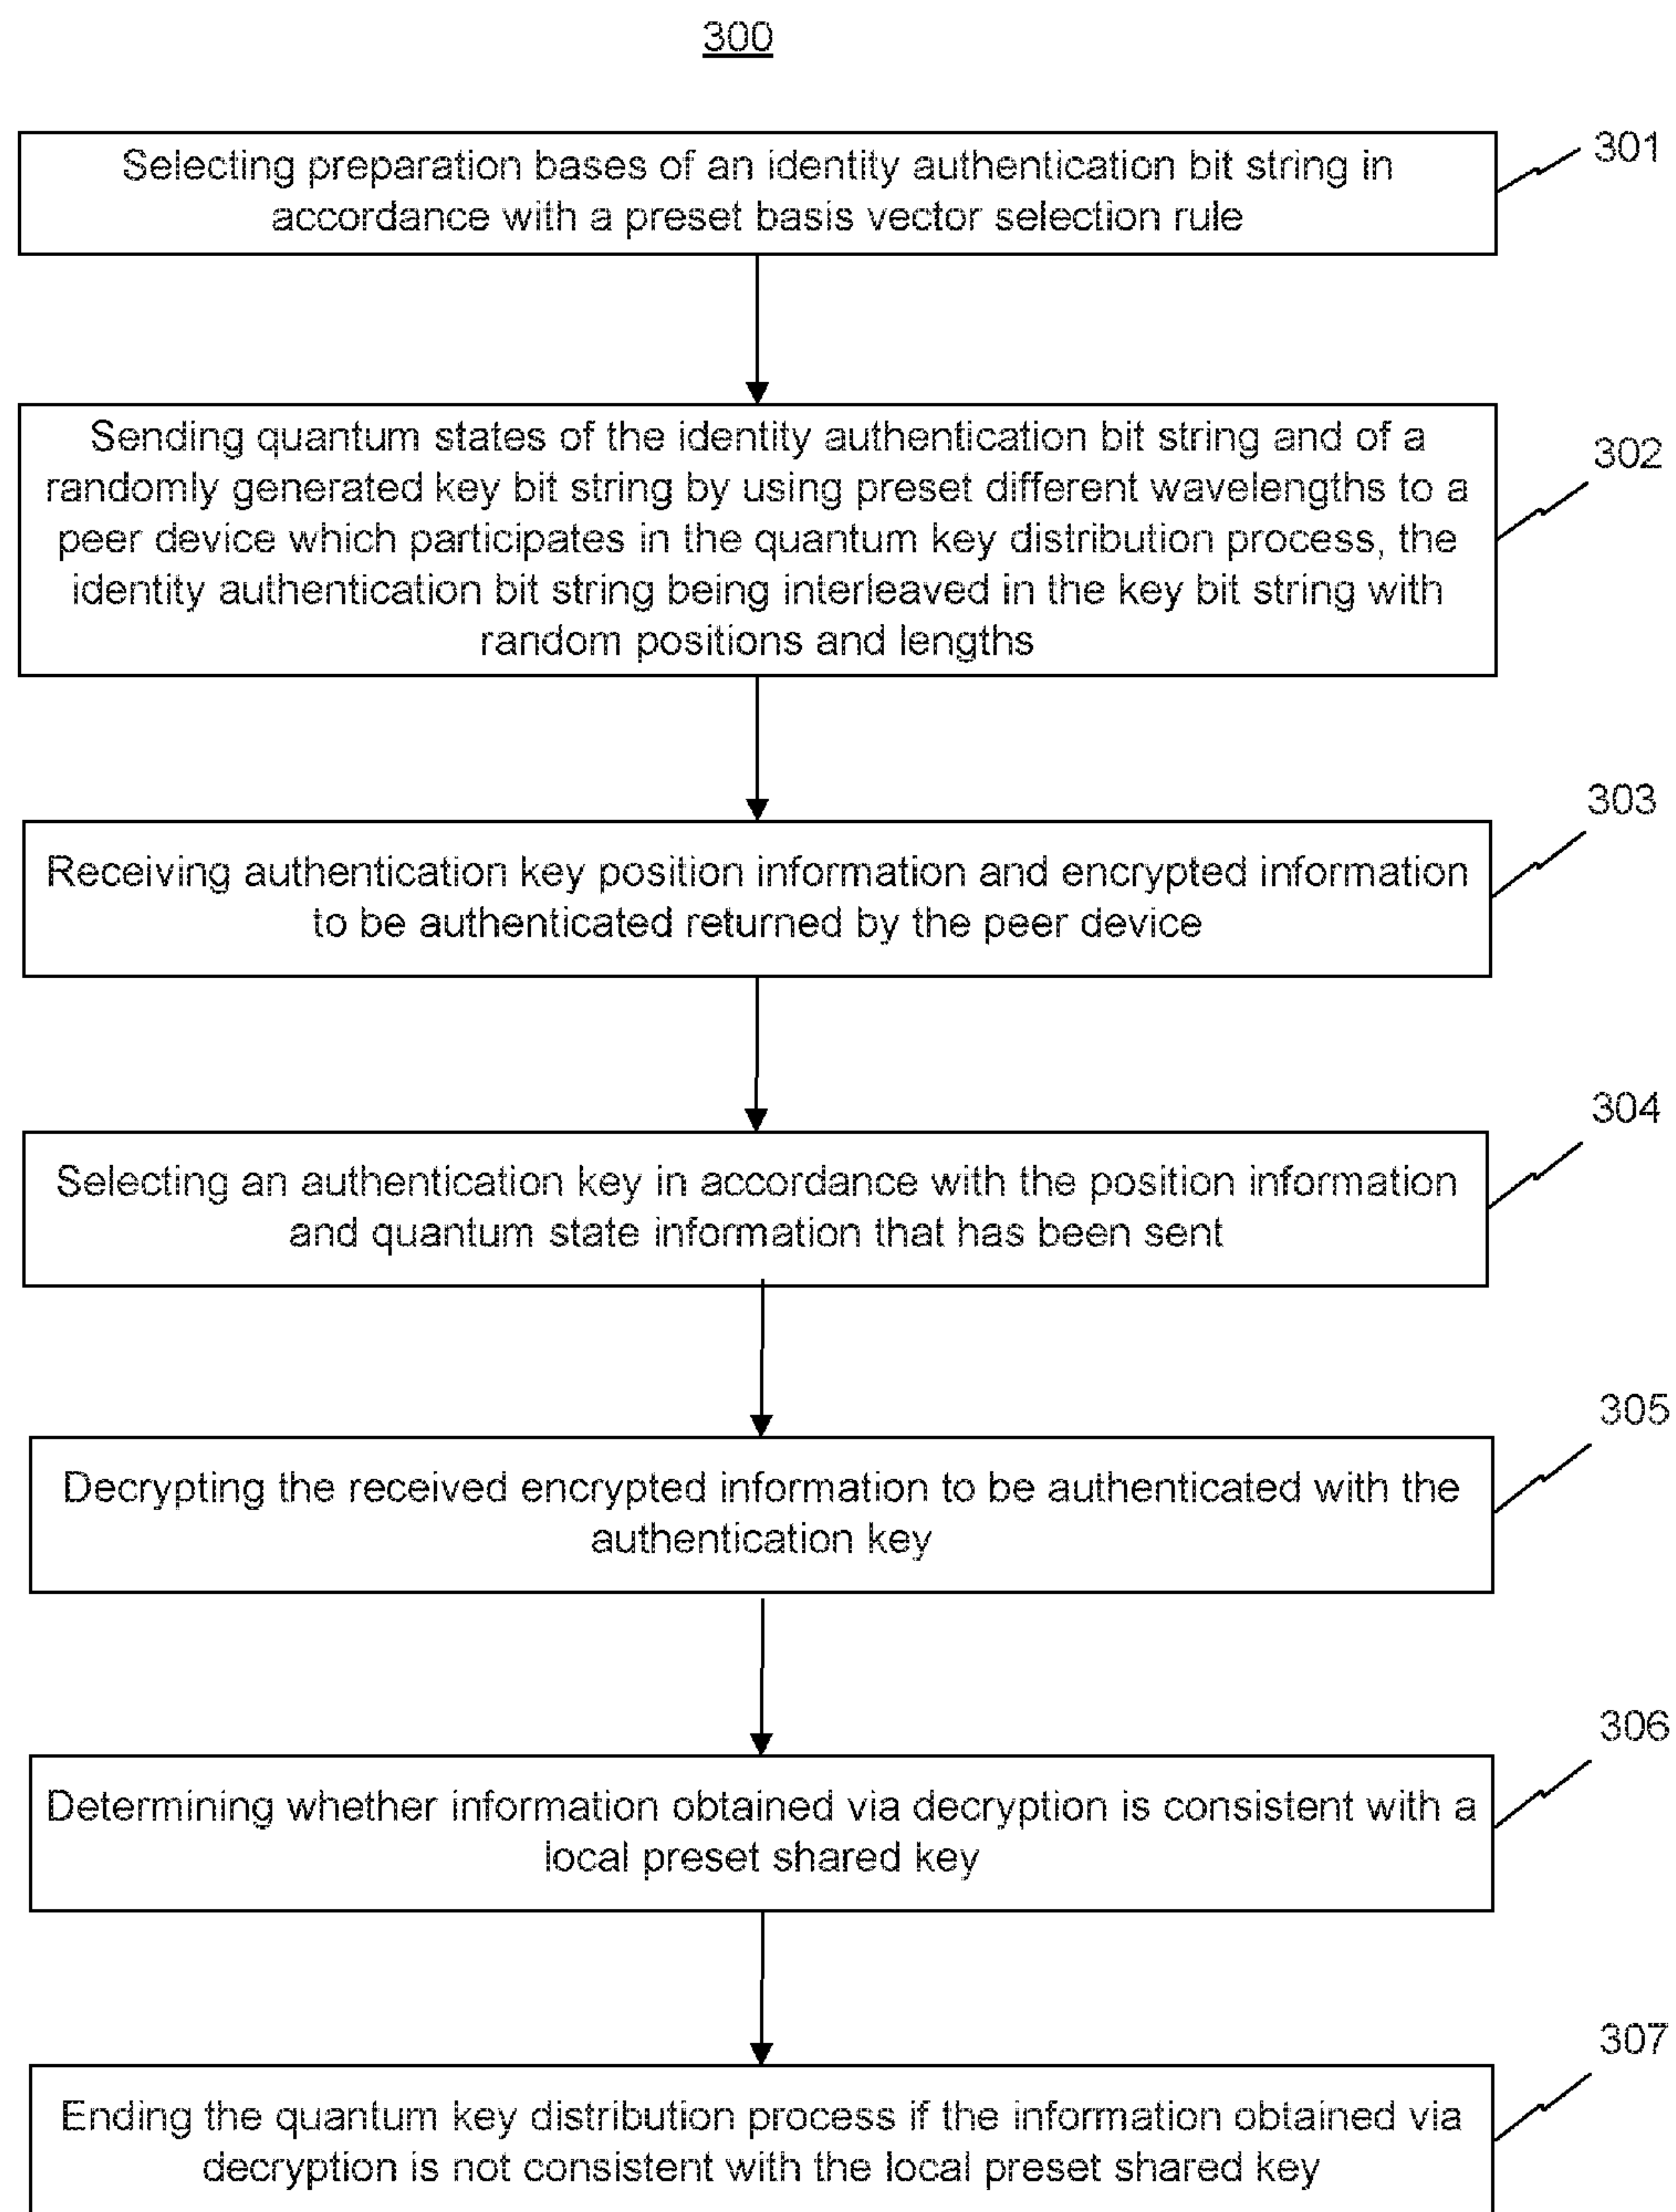 300
Selecting preparation bases of an identity authentication bit string in
accordance with a preset basis vector selection rule
301
Sending quantum states of the identity authentication bit string and of a
randomly generated key bit string by using preset different wavelengths to a
peer device which participates in the quantum key distribution process, the
identity authentication bit string being interleaved in the key bit string with
random positions and lengths
302
Receiving authentication key position information and encrypted information
to be authenticated returned by the peer device
303
Selecting an authentication key in accordance with the position information
and quantum state information that has been sent
304
Decrypting the received encrypted information to be authenticated with the
authentication key
305
Determining whether information obtained via decryption is consistent with a
local preset shared key
306
Ending the quantum key distribution process if the information obtained via
decryption is not consistent with the local preset shared key
307